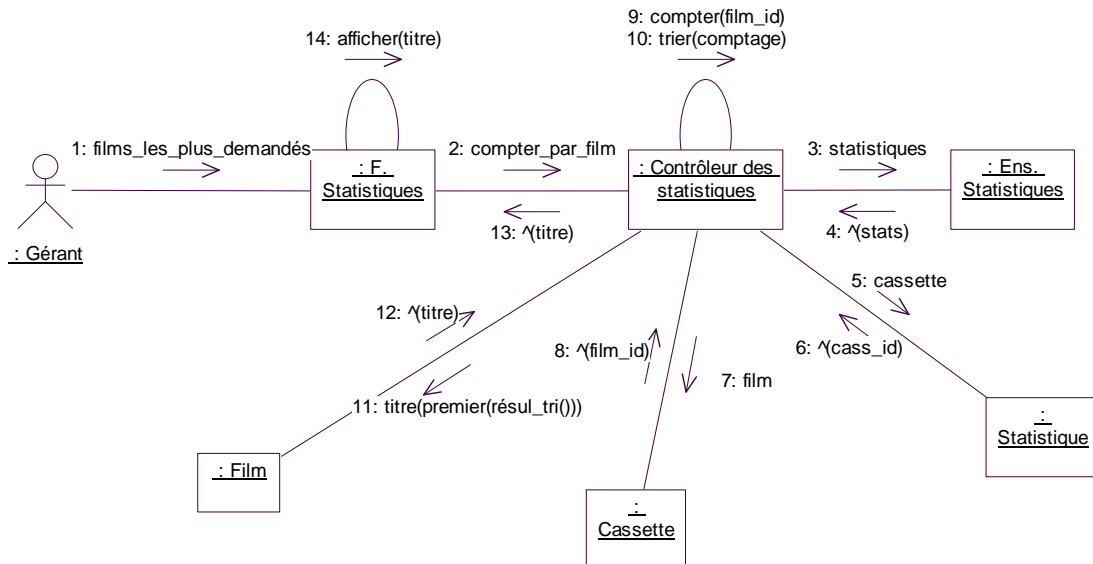 9: compter(film_id)
14: afficher(titre)
10: trier(comptage)
1: films_les_plus_demandés
2: compter_par_film
3: statistiques
: F.
Statistiques
: Contrôleur des
statistiques
: Ens.
Statistiques
: Gérant
13: ^(titre)
4: ^(stats)
5: cassette
12: ^(titre)
8: ^(film_id)
6: ^(cass_id)
7: film
11: titre(premier(résul_tri()))
:
Statistique
: Film
:
Cassette